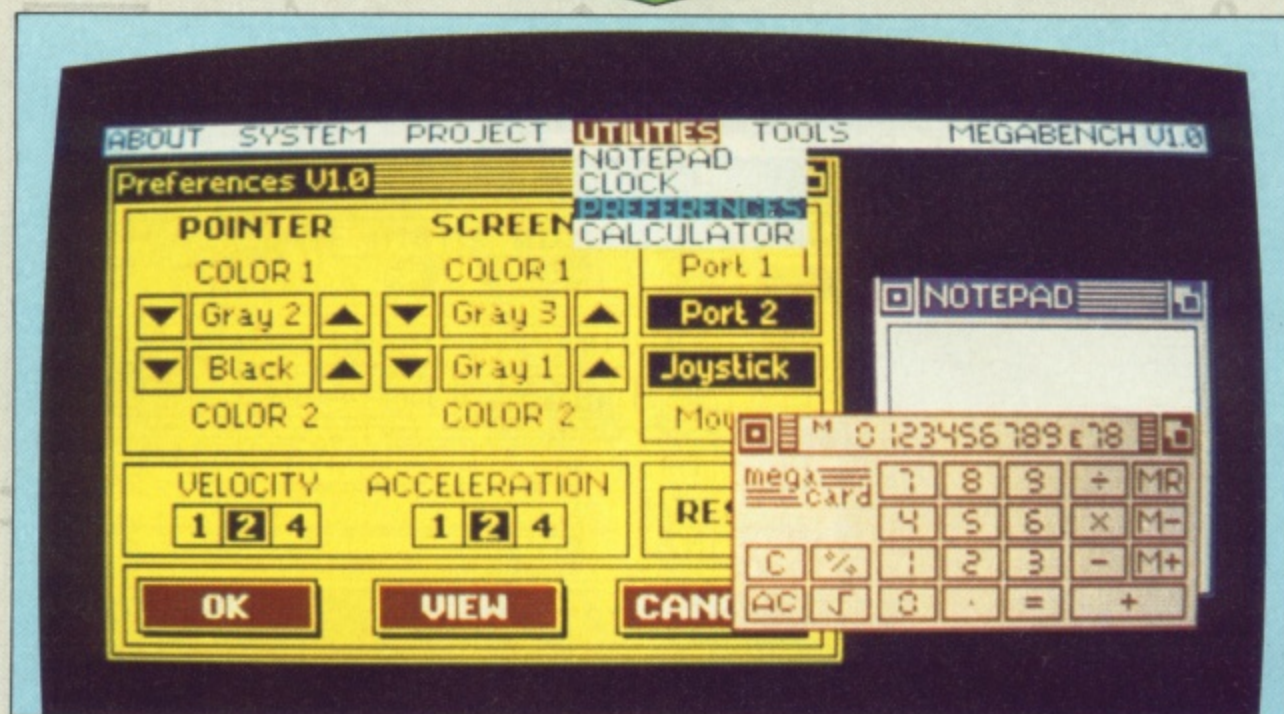 ABOUT SYSTEM PROJECT UTILITIES TOOLS MEGABENCH V1.0
NOTEPAD
CLOCK
PREFERENCES
CALCULATOR
Preferences V1.0
POINTER SCREEN
COLOR 1 COLOR 1 Port 1
Gray 2 Gray 3 Port 2
Black Gray 1 Joystick
COLOR 2 COLOR 2
VELOCITY ACCELERATION
1 2 4 1 2 4
OK VIEW
NOTEPAD
M 0 123456789 E78
mega card
7 8 9 ÷ MR
4 5 6 × M-
C % 1 2 3 - M+
AC √ 0 . = +